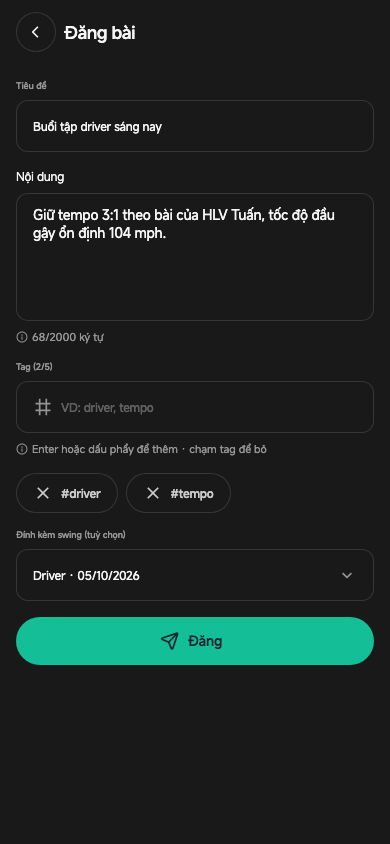 Đăng bài
Tiêu đề
Buổi tập driver sáng nay
Nội dung
Giữ tempo 3:1 theo bài của HLV Tuấn, tốc độ đầu
gậy ổn định 104 mph.
68/2000 ký tự
Tag (2/5)
VD: driver, tempo
Enter hoặc dấu phẩy để thêm · chạm tag để bỏ
#driver
#tempo
Đính kèm swing (tuỳ chọn)
Driver · 05/10/2026
Đăng